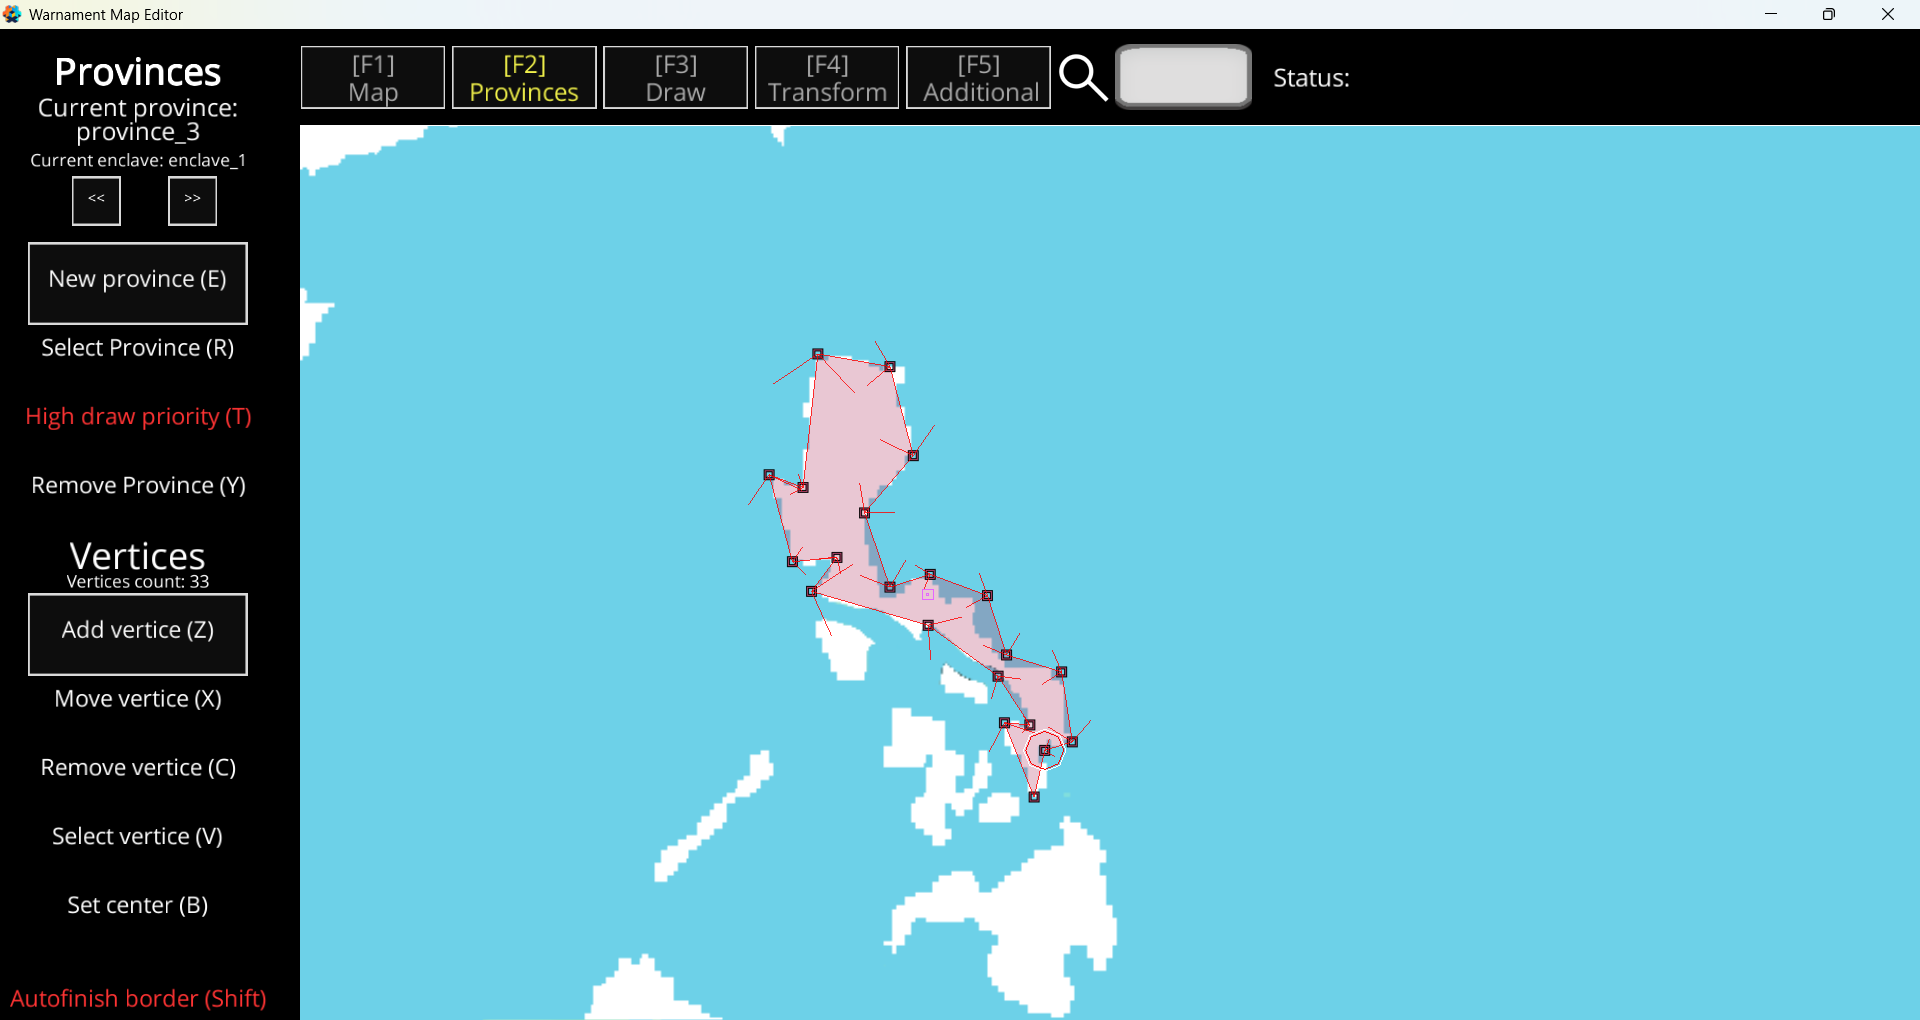 Warnament Map Editor
Provinces
Current province:
province_3
Current enclave: enclave_1
<< >>
New province (E)
Select Province (R)
High draw priority (T)
Remove Province (Y)
Vertices
Vertices count: 33
Add vertice (Z)
Move vertice (X)
Remove vertice (C)
Select vertice (V)
Set center (B)
Autofinish border (Shift)
[F1]
Map
[F2]
Provinces
[F3]
Draw
[F4]
Transform
[F5]
Additional
Status: